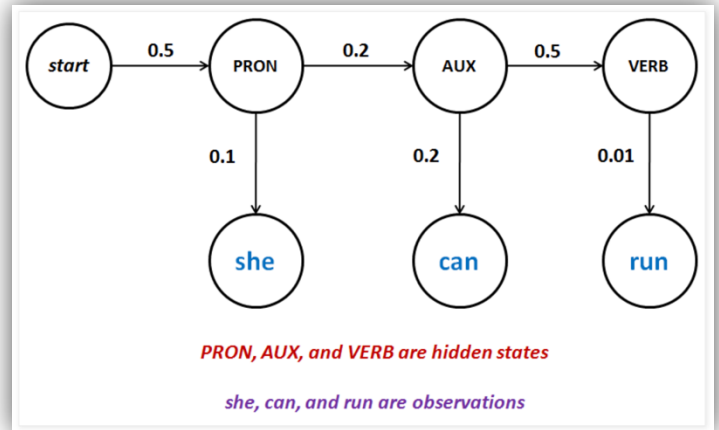 start 0.5 PRON 0.2 AUX 0.5 VERB
0.1 0.2 0.01
she can run
PRON, AUX, and VERB are hidden states
she, can, and run are observations